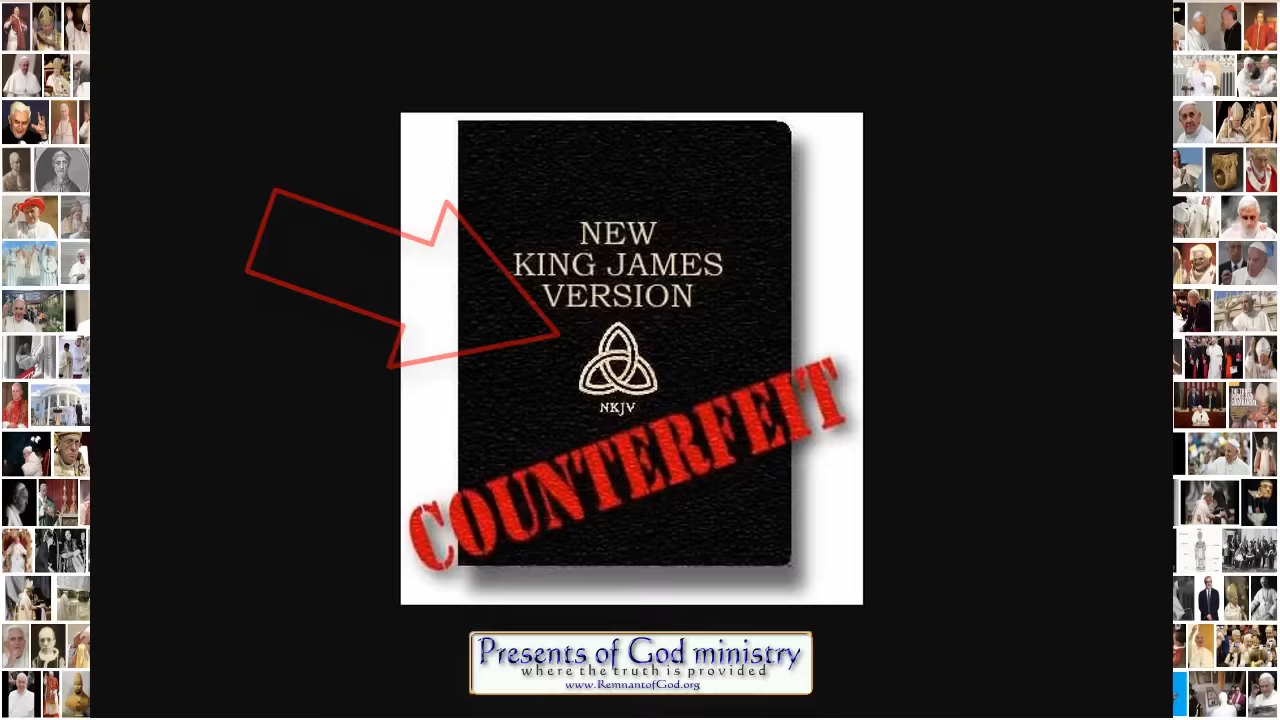 NEW
KING JAMES
VERSION
NKJV
COUNTERFEIT
Presents of God ministry
where the truth is provided
www.RemnantofGod.org